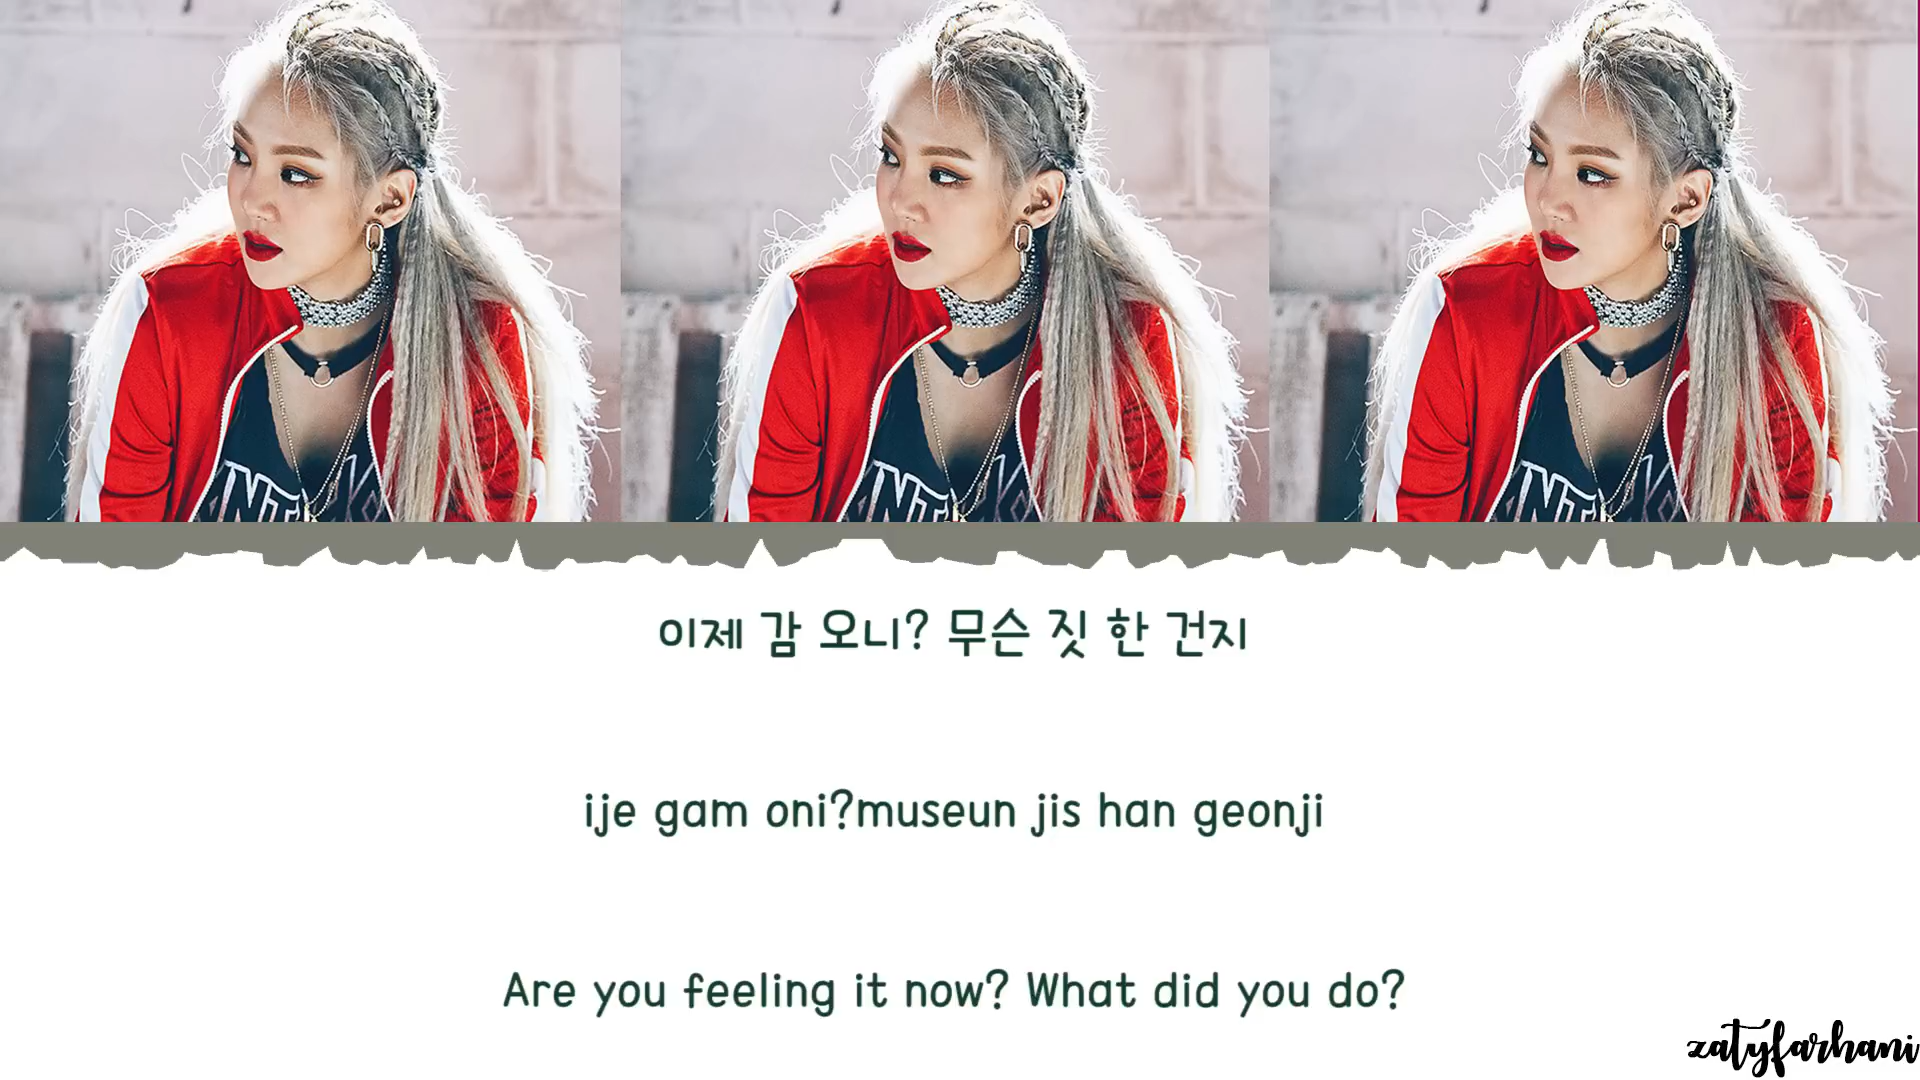 이제 감 오니? 무슨 짓 한 건지
ije gam oni?museun jis han geonji
Are you feeling it now? What did you do?
zatyfarhani